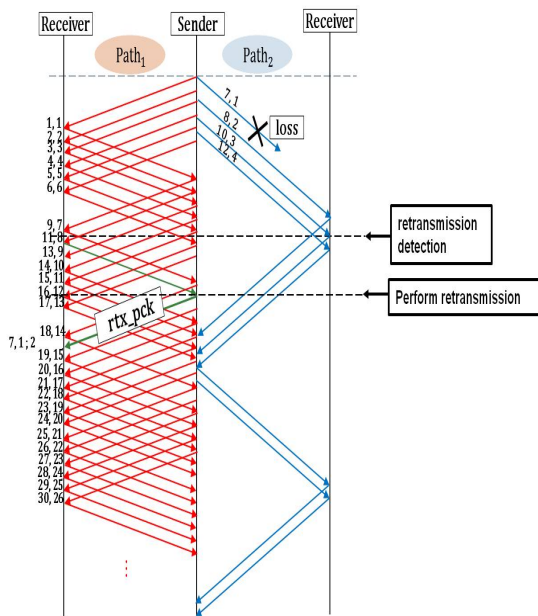 Receiver
Sender
Receiver
Path1
Path2
7, 1
8, 2
10, 3
12, 4
loss
1, 1
2, 2
3, 3
4, 4
5, 5
6, 6
9, 7
11, 8
13, 9
14, 10
15, 11
16, 12
17, 13
18, 14
7, 1 ; 2
19, 15
20, 16
21, 17
22, 18
23, 19
24, 20
25, 21
26, 22
27, 23
28, 24
29, 25
30, 26
rtx_pck
retransmission
detection
Perform retransmission